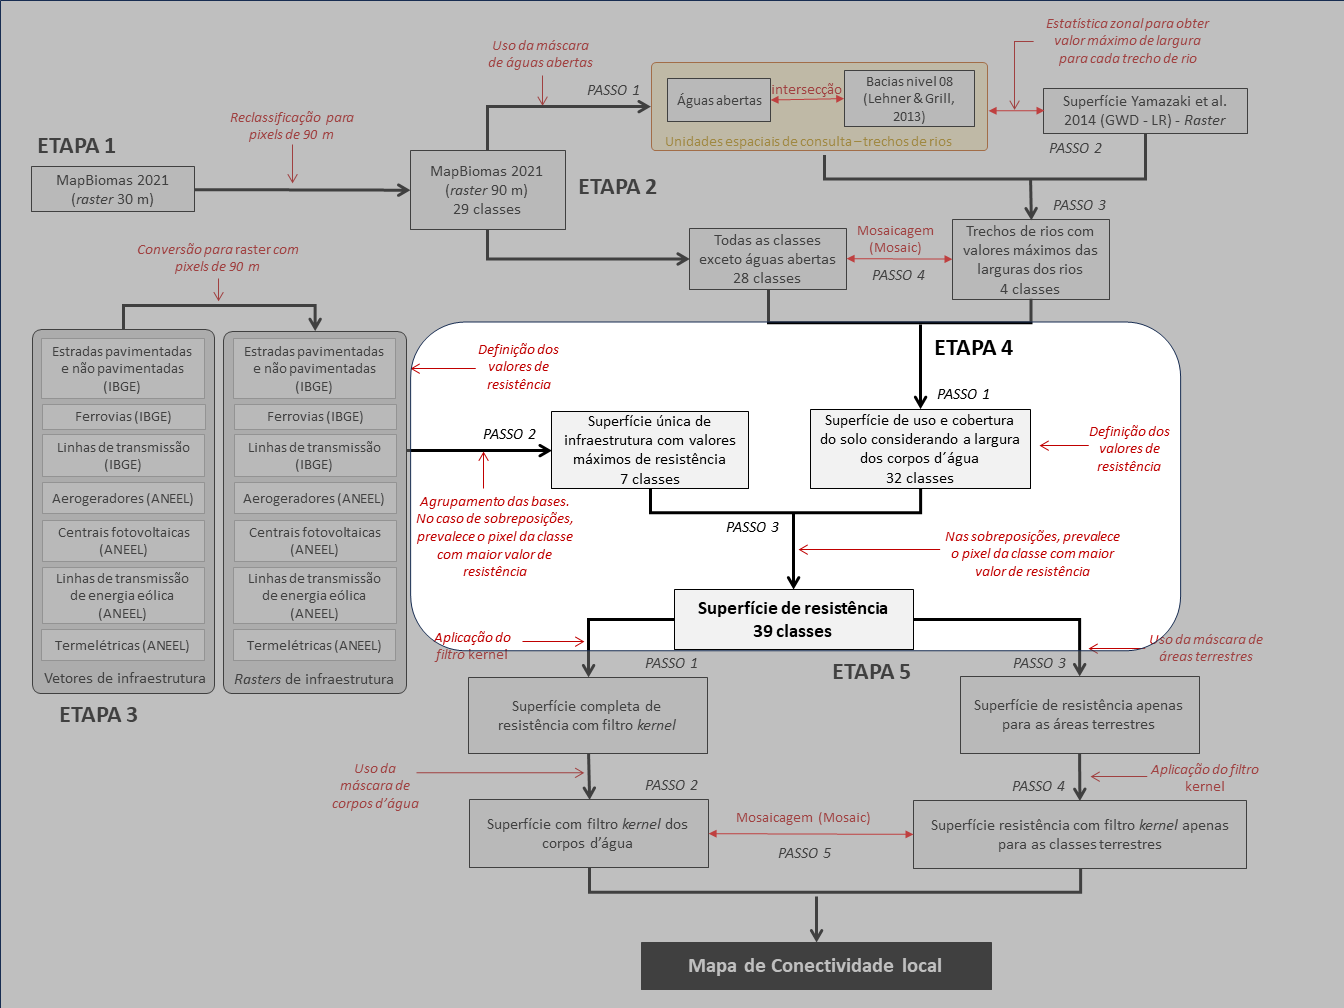 ETAPA 1
MapBiomas 2021
(raster 30 m)
Reclassificação para
pixels de 90 m
MapBiomas 2021
(raster 90 m)
29 classes
ETAPA 2
Uso da máscara
de águas abertas
PASSO 1
Águas abertas
intersecção
Bacias nivel 08
(Lehner & Grill,
2013)
Unidades espaciais de consulta – trechos de rios
Estatística zonal para obter
valor máximo de largura
para cada trecho de rio
Superfície Yamazaki et al.
2014 (GWD - LR) - Raster
PASSO 2
PASSO 3
Todas as classes
exceto águas abertas
28 classes
Mosaicagem
(Mosaic)
PASSO 4
Trechos de rios com
valores máximos das
larguras dos rios
4 classes
Conversão para raster com
pixels de 90 m
Estradas pavimentadas
e não pavimentadas
(IBGE)
Ferrovias (IBGE)
Linhas de transmissão
(IBGE)
Aerogeradores (ANEEL)
Centrais fotovoltaicas
(ANEEL)
Linhas de transmissão
de energia eólica
(ANEEL)
Termelétricas (ANEEL)
Vetores de infraestrutura
Estradas pavimentadas
e não pavimentadas
(IBGE)
Ferrovias (IBGE)
Linhas de transmissão
(IBGE)
Aerogeradores (ANEEL)
Centrais fotovoltaicas
(ANEEL)
Linhas de transmissão
de energia eólica
(ANEEL)
Termelétricas (ANEEL)
Rasters de infraestrutura
ETAPA 3
Definição dos
valores de
resistência
ETAPA 4
PASSO 1
PASSO 2
Superfície única de
infraestrutura com valores
máximos de resistência
7 classes
Superfície de uso e cobertura
do solo considerando a largura
dos corpos d´água
32 classes
Definição dos
valores de
resistência
Agrupamento das bases.
No caso de sobreposições,
prevalece o pixel da classe
com maior valor de
resistência
PASSO 3
Nas sobreposições, prevalece
o pixel da classe com maior
valor de resistência
Superfície de resistência
39 classes
Aplicação do
filtro kernel
PASSO 1
ETAPA 5
PASSO 3
Uso da máscara de
áreas terrestres
Superfície completa de
resistência com filtro kernel
Superfície de resistência apenas
para as áreas terrestres
Uso da
máscara de
corpos d’água
PASSO 2
PASSO 4
Aplicação do filtro
kernel
Superfície com filtro kernel dos
corpos d’água
Mosaicagem (Mosaic)
PASSO 5
Superfície resistência com filtro kernel apenas
para as classes terrestres
Mapa de Conectividade local